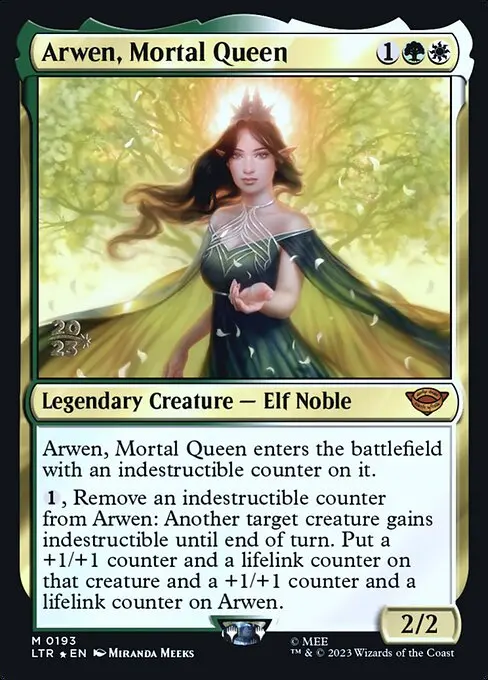 Arwen, Mortal Queen 1
20
23
Legendary Creature — Elf Noble
Arwen, Mortal Queen enters the battlefield
with an indestructible counter on it.
1, Remove an indestructible counter
from Arwen: Another target creature gains
indestructible until end of turn. Put a
+1/+1 counter and a lifelink counter on
that creature and a +1/+1 counter and a
lifelink counter on Arwen.
2/2
M 0193
LTR ★ EN Miranda Meeks
© MEE
™ & © 2023 Wizards of the Coast